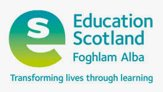 Education
Scotland
Foghlam Alba
Transforming lives through learning